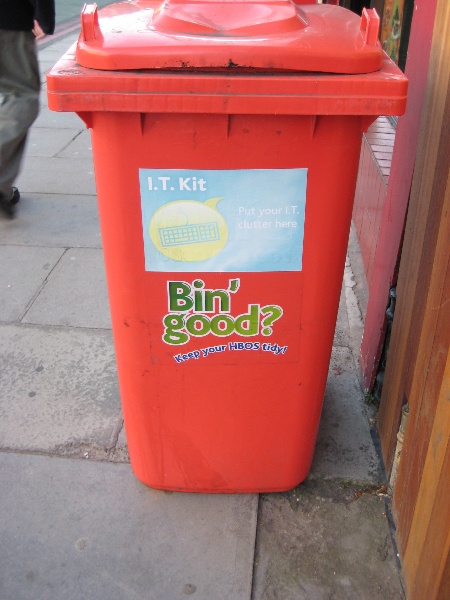 I.T. Kit
Put your I.T.
clutter here
Bin'
good?
Keep your HBOS tidy!